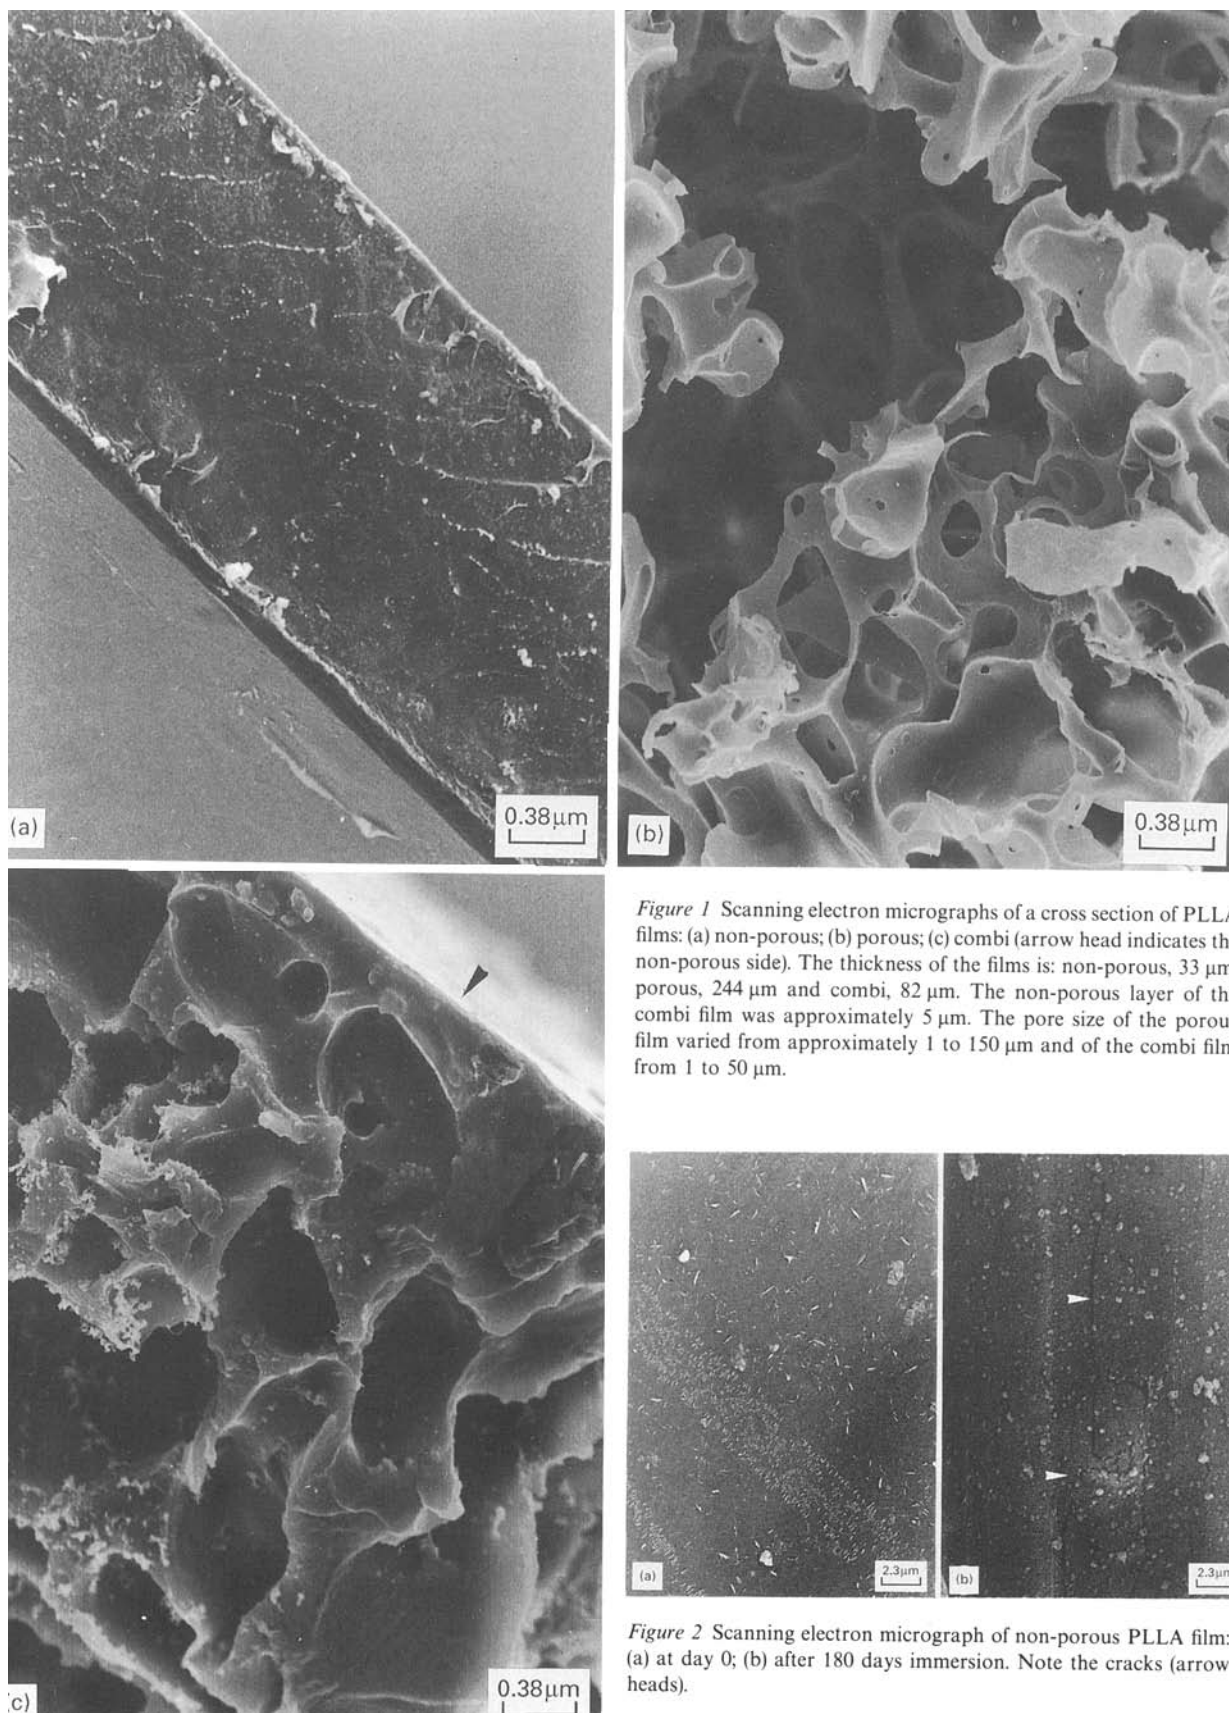 (a)
0.38µm
(b)
0.38µm
(c)
0.38µm
Figure 1 Scanning electron micrographs of a cross section of PLLA
films: (a) non-porous; (b) porous; (c) combi (arrow head indicates th
non-porous side). The thickness of the films is: non-porous, 33 µm
porous, 244 µm and combi, 82 µm. The non-porous layer of th
combi film was approximately 5 µm. The pore size of the porou
film varied from approximately 1 to 150 µm and of the combi film
from 1 to 50 µm.
(a)
2.3µm
(b)
2.3µm
Figure 2 Scanning electron micrograph of non-porous PLLA film:
(a) at day 0; (b) after 180 days immersion. Note the cracks (arrow
heads).